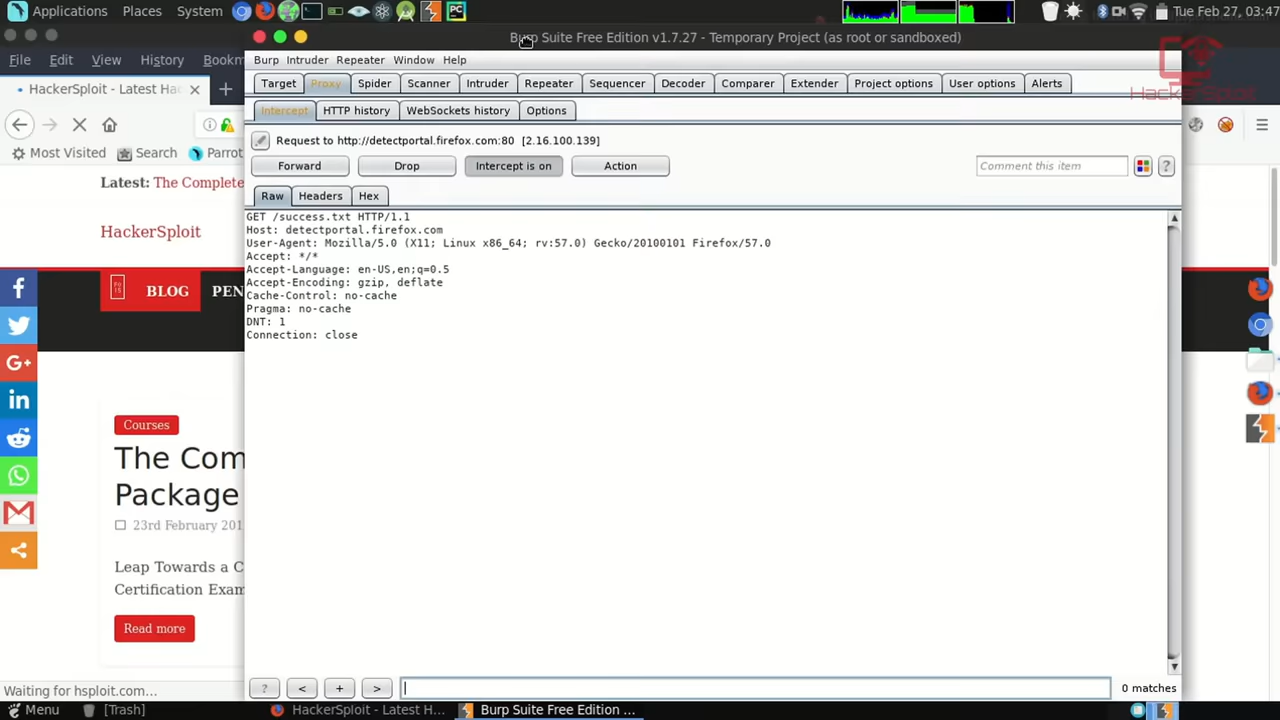 Applications Places System
Tue Feb 27, 03:47
Burp Suite Free Edition v1.7.27 - Temporary Project (as root or sandboxed)
File Edit View History Bookm
Burp Intruder Repeater Window Help
HackerSploit - Latest Ha
Target Proxy Spider Scanner Intruder Repeater Sequencer Decoder Comparer Extender Project options User options Alerts
HackerSploit
Intercept HTTP history WebSockets history Options
Request to http://detectportal.firefox.com:80 [2.16.100.139]
Most Visited Search Parrot
Forward Drop Intercept is on Action Comment this item ?
Latest: The Complete
Raw Headers Hex
GET /success.txt HTTP/1.1
Host: detectportal.firefox.com
User-Agent: Mozilla/5.0 (X11; Linux x86_64; rv:57.0) Gecko/20100101 Firefox/57.0
Accept: */*
Accept-Language: en-US,en;q=0.5
Accept-Encoding: gzip, deflate
Cache-Control: no-cache
Pragma: no-cache
DNT: 1
Connection: close
HackerSploit
BLOG PEN
Courses
The Com
Package
23rd February 201
Leap Towards a C
Certification Exam
Read more
? < + > 0 matches
Waiting for hsploit.com...
Menu [Trash] HackerSploit - Latest H... Burp Suite Free Edition ...